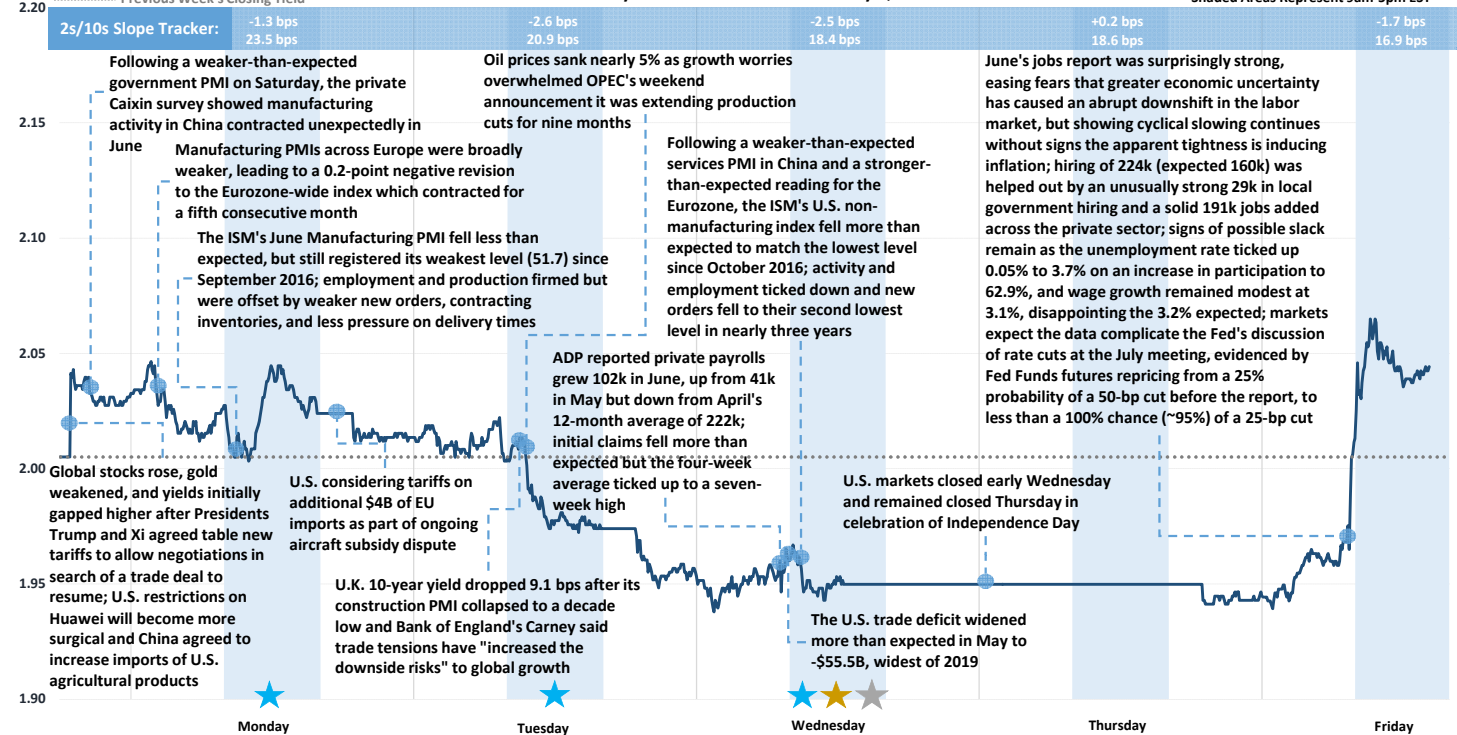 2.20
Previous Week's Closing Yield
2s/10s Slope Tracker:
-1.3 bps
23.5 bps
-2.6 bps
20.9 bps
-2.5 bps
18.4 bps
+0.2 bps
18.6 bps
-1.7 bps
16.9 bps
Following a weaker-than-expected
government PMI on Saturday, the private
Caixin survey showed manufacturing
activity in China contracted unexpectedly in
June
Manufacturing PMIs across Europe were broadly
weaker, leading to a 0.2-point negative revision
to the Eurozone-wide index which contracted for
a fifth consecutive month
The ISM's June Manufacturing PMI fell less than
expected, but still registered its weakest level (51.7) since
September 2016; employment and production firmed but
were offset by weaker new orders, contracting
inventories, and less pressure on delivery times
Oil prices sank nearly 5% as growth worries
overwhelmed OPEC's weekend
announcement it was extending production
cuts for nine months
Following a weaker-than-expected
services PMI in China and a stronger-
than-expected reading for the
Eurozone, the ISM's U.S. non-
manufacturing index fell more than
expected to match the lowest level
since October 2016; activity and
employment ticked down and new
orders fell to their second lowest
level in nearly three years
ADP reported private payrolls
grew 102k in June, up from 41k
in May but down from April's
12-month average of 222k;
initial claims fell more than
expected but the four-week
average ticked up to a seven-
week high
June's jobs report was surprisingly strong,
easing fears that greater economic uncertainty
has caused an abrupt downshift in the labor
market, but showing cyclical slowing continues
without signs the apparent tightness is inducing
inflation; hiring of 224k (expected 160k) was
helped out by an unusually strong 29k in local
government hiring and a solid 191k jobs added
across the private sector; signs of possible slack
remain as the unemployment rate ticked up
0.05% to 3.7% on an increase in participation to
62.9%, and wage growth remained modest at
3.1%, disappointing the 3.2% expected; markets
expect the data complicate the Fed's discussion
of rate cuts at the July meeting, evidenced by
Fed Funds futures repricing from a 25%
probability of a 50-bp cut before the report, to
less than a 100% chance (~95%) of a 25-bp cut
2.15
2.10
2.05
2.00
1.95
1.90
Global stocks rose, gold
weakened, and yields initially
gapped higher after Presidents
Trump and Xi agreed table new
tariffs to allow negotiations in
search of a trade deal to
resume; U.S. restrictions on
Huawei will become more
surgical and China agreed to
increase imports of U.S.
agricultural products
U.S. considering tariffs on
additional $4B of EU
imports as part of ongoing
aircraft subsidy dispute
U.K. 10-year yield dropped 9.1 bps after its
construction PMI collapsed to a decade
low and Bank of England's Carney said
trade tensions have "increased the
downside risks" to global growth
U.S. markets closed early Wednesday
and remained closed Thursday in
celebration of Independence Day
The U.S. trade deficit widened
more than expected in May to
-$55.5B, widest of 2019
Monday
Tuesday
Wednesday
Thursday
Friday